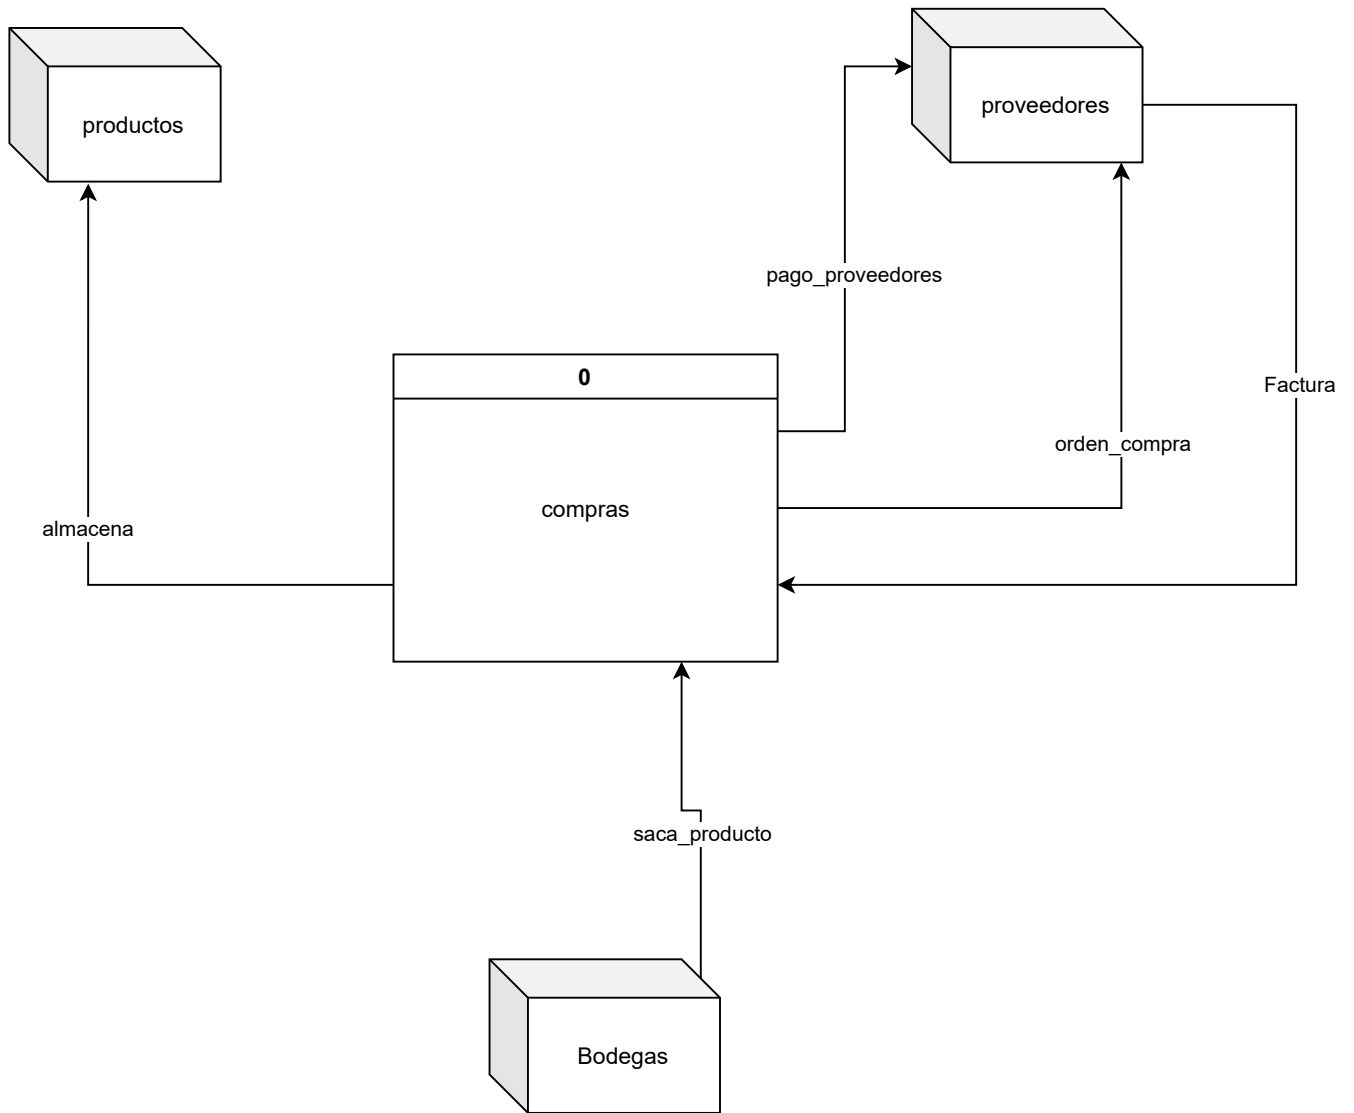 productos
proveedores
pago_proveedores
0
Factura
orden_compra
compras
almacena
saca_producto
Bodegas